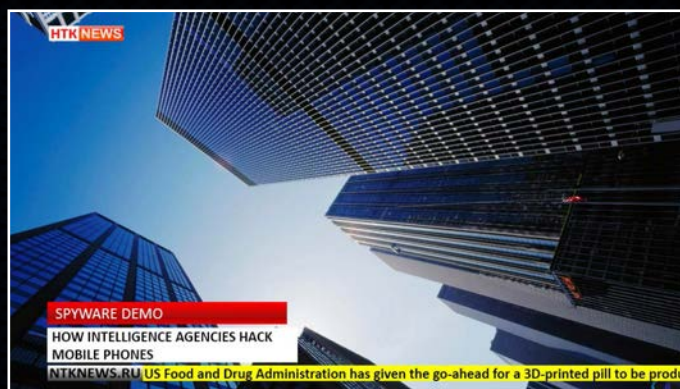 HTK NEWS
SPYWARE DEMO
HOW INTELLIGENCE AGENCIES HACK
MOBILE PHONES
NTKNEWS.RU US Food and Drug Administration has given the go-ahead for a 3D-printed pill to be produ